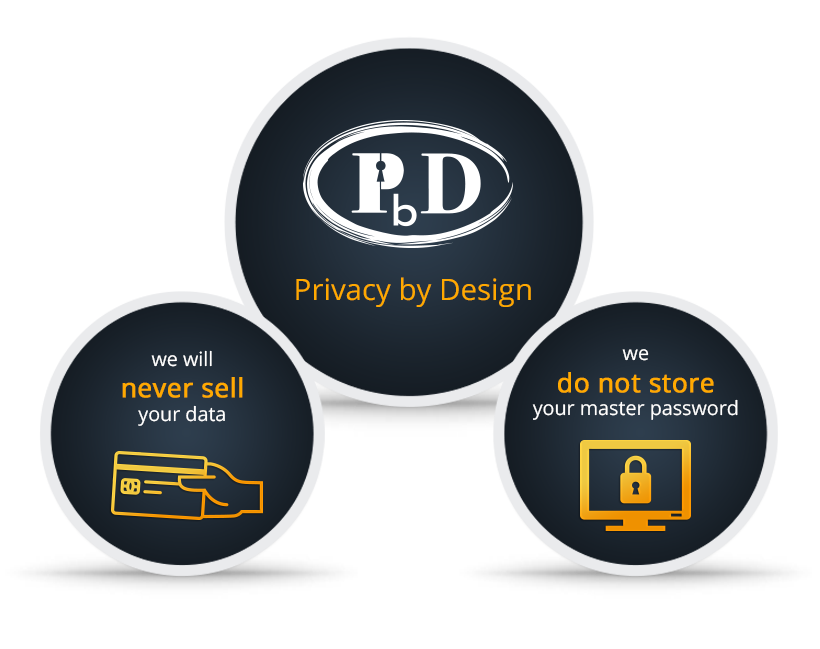 PbD
Privacy by Design
we will
never sell
your data
we
do not store
your master password